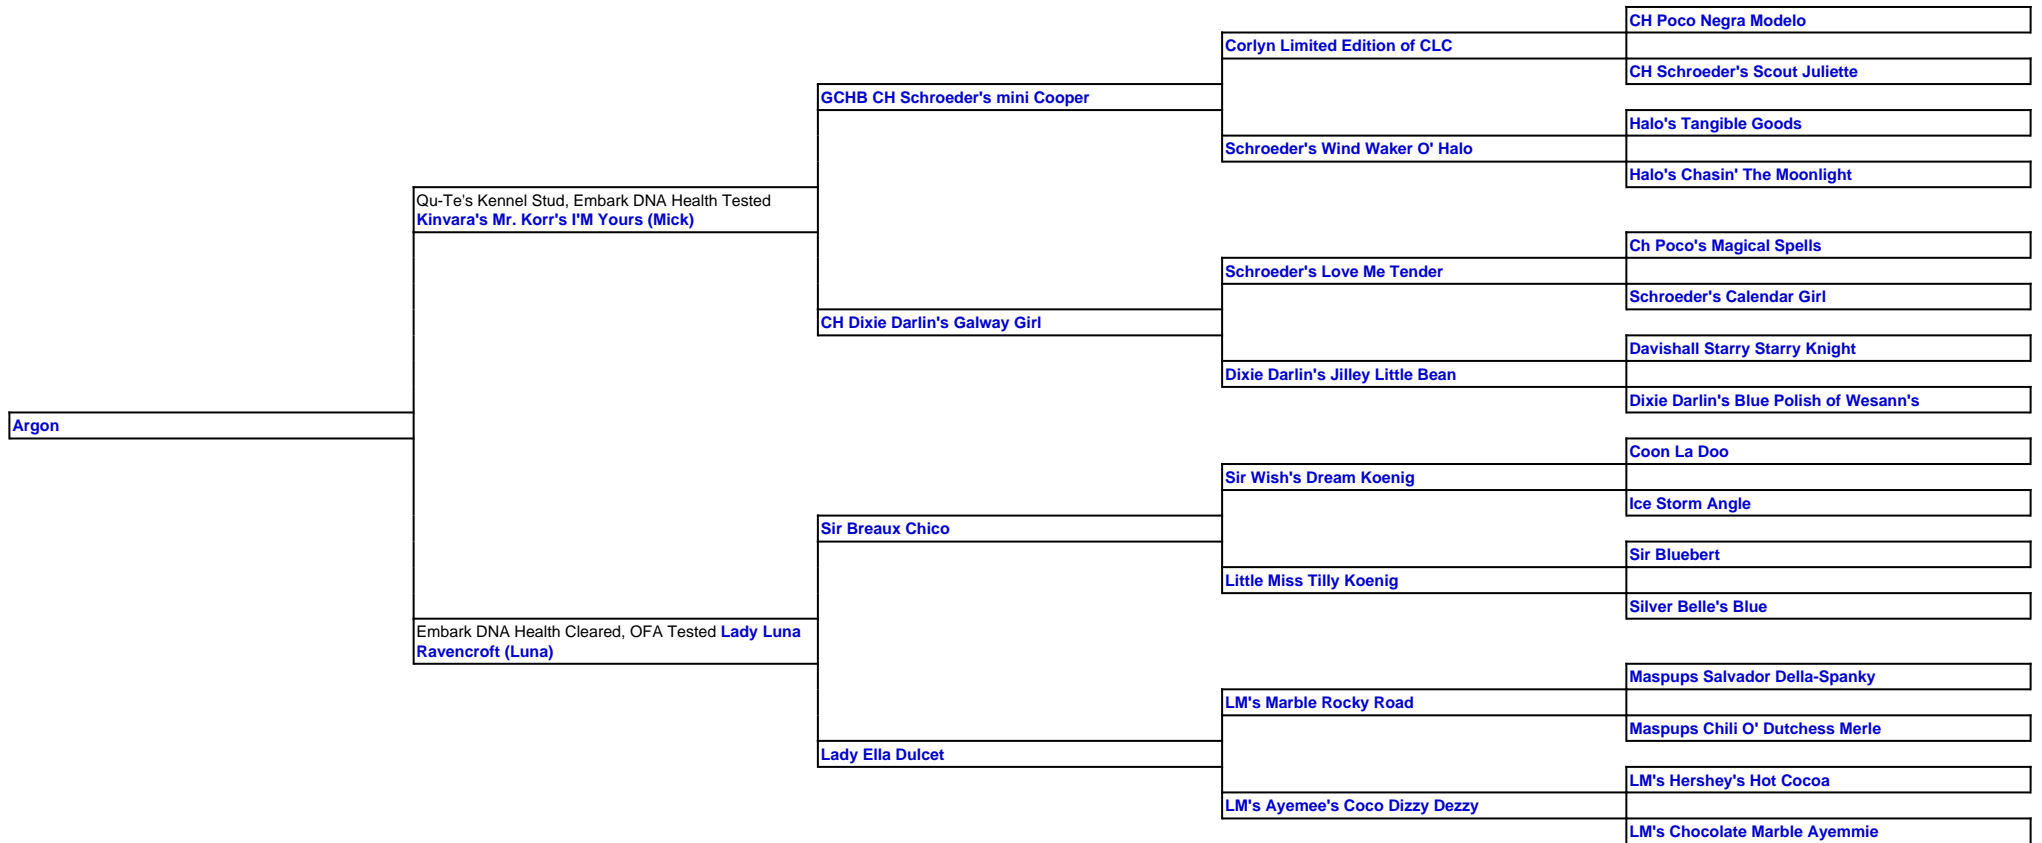 CH Poco Negra Modelo
Corlyn Limited Edition of CLC
CH Schroeder's Scout Juliette
GCHB CH Schroeder's mini Cooper
Halo's Tangible Goods
Schroeder's Wind Waker O' Halo
Halo's Chasin' The Moonlight
Qu-Te's Kennel Stud, Embark DNA Health Tested
Kinvara's Mr. Korr's I'M Yours (Mick)
Ch Poco's Magical Spells
Schroeder's Love Me Tender
Schroeder's Calendar Girl
CH Dixie Darlin's Galway Girl
Davishall Starry Starry Knight
Dixie Darlin's Jilley Little Bean
Dixie Darlin's Blue Polish of Wesann's
Argon
Coon La Doo
Sir Wish's Dream Koenig
Ice Storm Angle
Sir Breaux Chico
Sir Bluebert
Little Miss Tilly Koenig
Silver Belle's Blue
Embark DNA Health Cleared, OFA Tested Lady Luna
Ravencroft (Luna)
Maspups Salvador Della-Spanky
LM's Marble Rocky Road
Maspups Chili O' Dutchess Merle
Lady Ella Dulcet
LM's Hershey's Hot Cocoa
LM's Ayemee's Coco Dizzy Dezzy
LM's Chocolate Marble Ayemmie